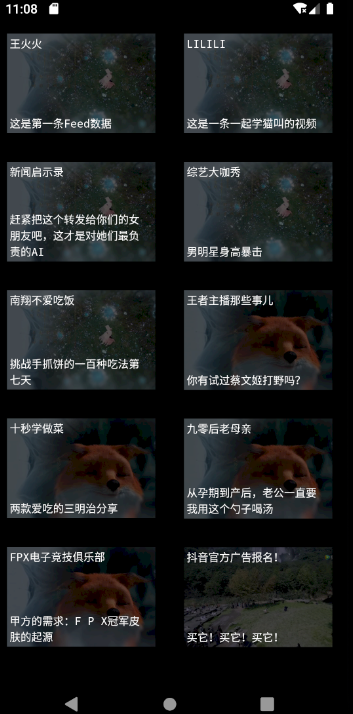 11:08
王火火
LILILI
这是第一条Feed数据
这是一条一起学猫叫的视频
新闻启示录
综艺大咖秀
赶紧把这个转发给你们的女
朋友吧，这才是对她们最负
责的AI
男明星身高暴击
南翔不爱吃饭
王者主播那些事儿
挑战手抓饼的一百种吃法第
七天
你有试过蔡文姬打野吗？
十秒学做菜
九零后老母亲
两款爱吃的三明治分享
从孕期到产后，老公一直要
我用这个勺子喝汤
FPX电子竞技俱乐部
抖音官方广告报名！
甲方的需求：F P X冠军皮
肤的起源
买它！买它！买它！